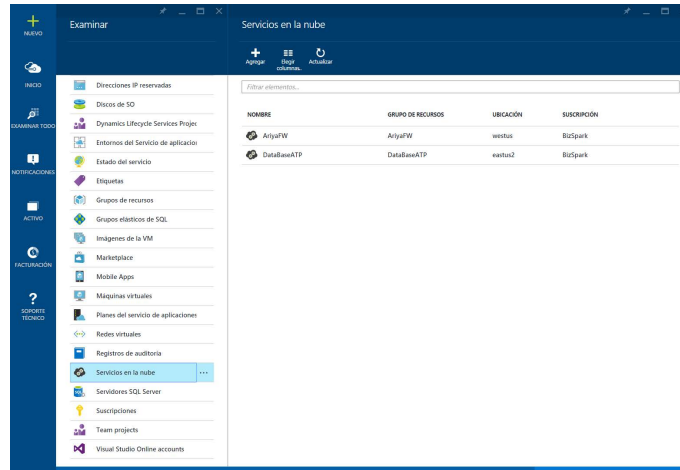 NUEVO
INICIO
EXAMINAR TODO
NOTIFICACIONES
ACTIVO
FACTURACIÓN
SOPORTE
TÉCNICO
Examinar
Direcciones IP reservadas
Discos de SO
Dynamics Lifecycle Services Projec
Entornos del Servicio de aplicacion
Estado del servicio
Etiquetas
Grupos de recursos
Grupos elásticos de SQL
Imágenes de la VM
Marketplace
Mobile Apps
Máquinas virtuales
Planes del servicio de aplicaciones
Redes virtuales
Registros de auditoría
Servicios en la nube
Servidores SQL Server
Suscripciones
Team projects
Visual Studio Online accounts
Servicios en la nube
Agregar
Elegir
columnas..
Actualizar
Filtrar elementos...
NOMBRE GRUPO DE RECURSOS UBICACIÓN SUSCRIPCIÓN
AriyaFW AriyaFW westus BizSpark
DataBaseATP DataBaseATP eastus2 BizSpark